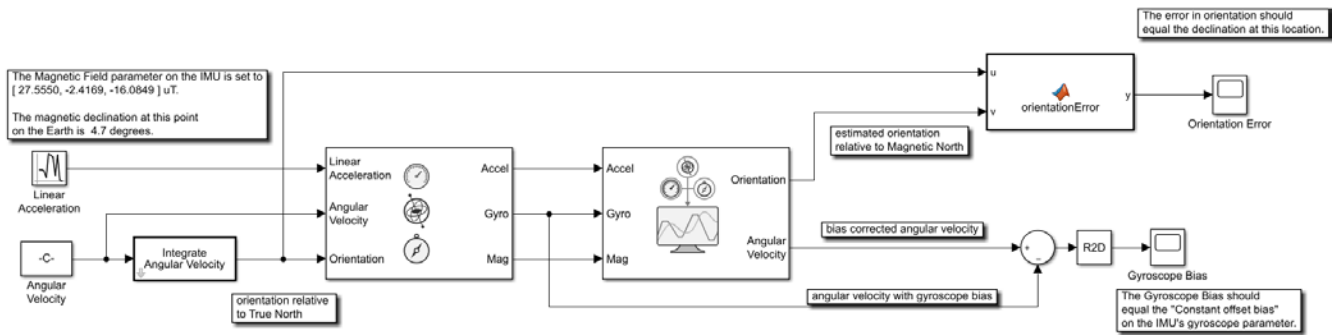 The error in orientation should
equal the declination at this location.
The Magnetic Field parameter on the IMU is set to
[ 27.5550, -2.4169, -16.0849 ] uT.
The magnetic declination at this point
on the Earth is  4.7 degrees.
u
v
orientationError
y
Orientation Error
estimated orientation
relative to Magnetic North
Linear
Acceleration
Linear
Acceleration
Angular
Velocity
Orientation
Accel
Gyro
Mag
Accel
Gyro
Mag
Orientation
Angular
Velocity
-C-
Angular
Velocity
Integrate
Angular Velocity
orientation relative
to True North
bias corrected angular velocity
angular velocity with gyroscope bias
+
−
R2D
Gyroscope Bias
The Gyroscope Bias should
equal the "Constant offset bias"
on the IMU's gyroscope parameter.